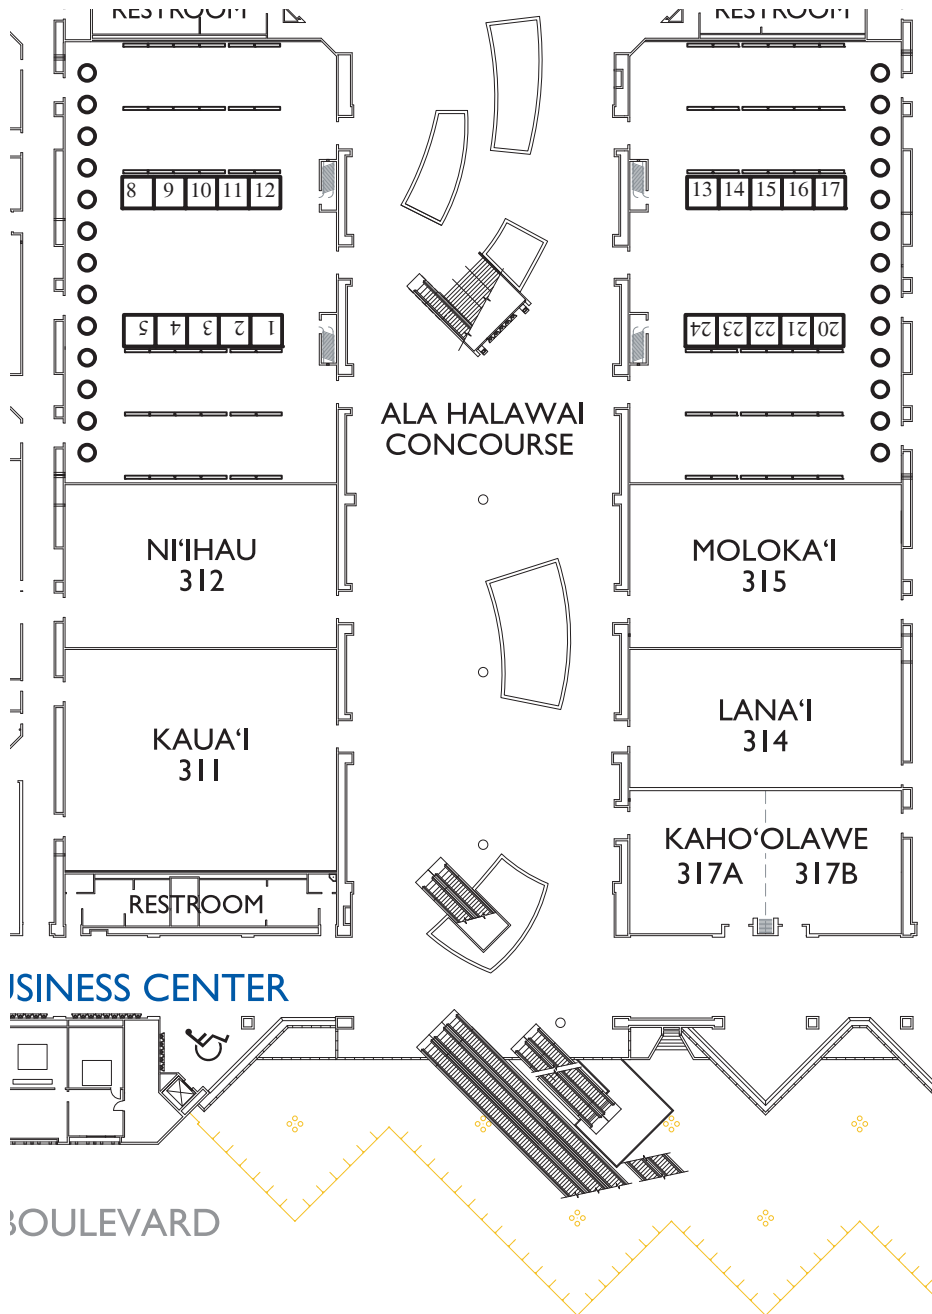 RESTROOM
RESTROOM
8 9 10 11 12
13 14 15 16 17
5 4 3 2 1
24 23 22 21 20
ALA HALAWAI
CONCOURSE
NI‘IHAU
312
MOLOKA‘I
315
KAUA‘I
311
LANA‘I
314
KAHO‘OLAWE
317A 317B
RESTROOM
USINESS CENTER
BOULEVARD